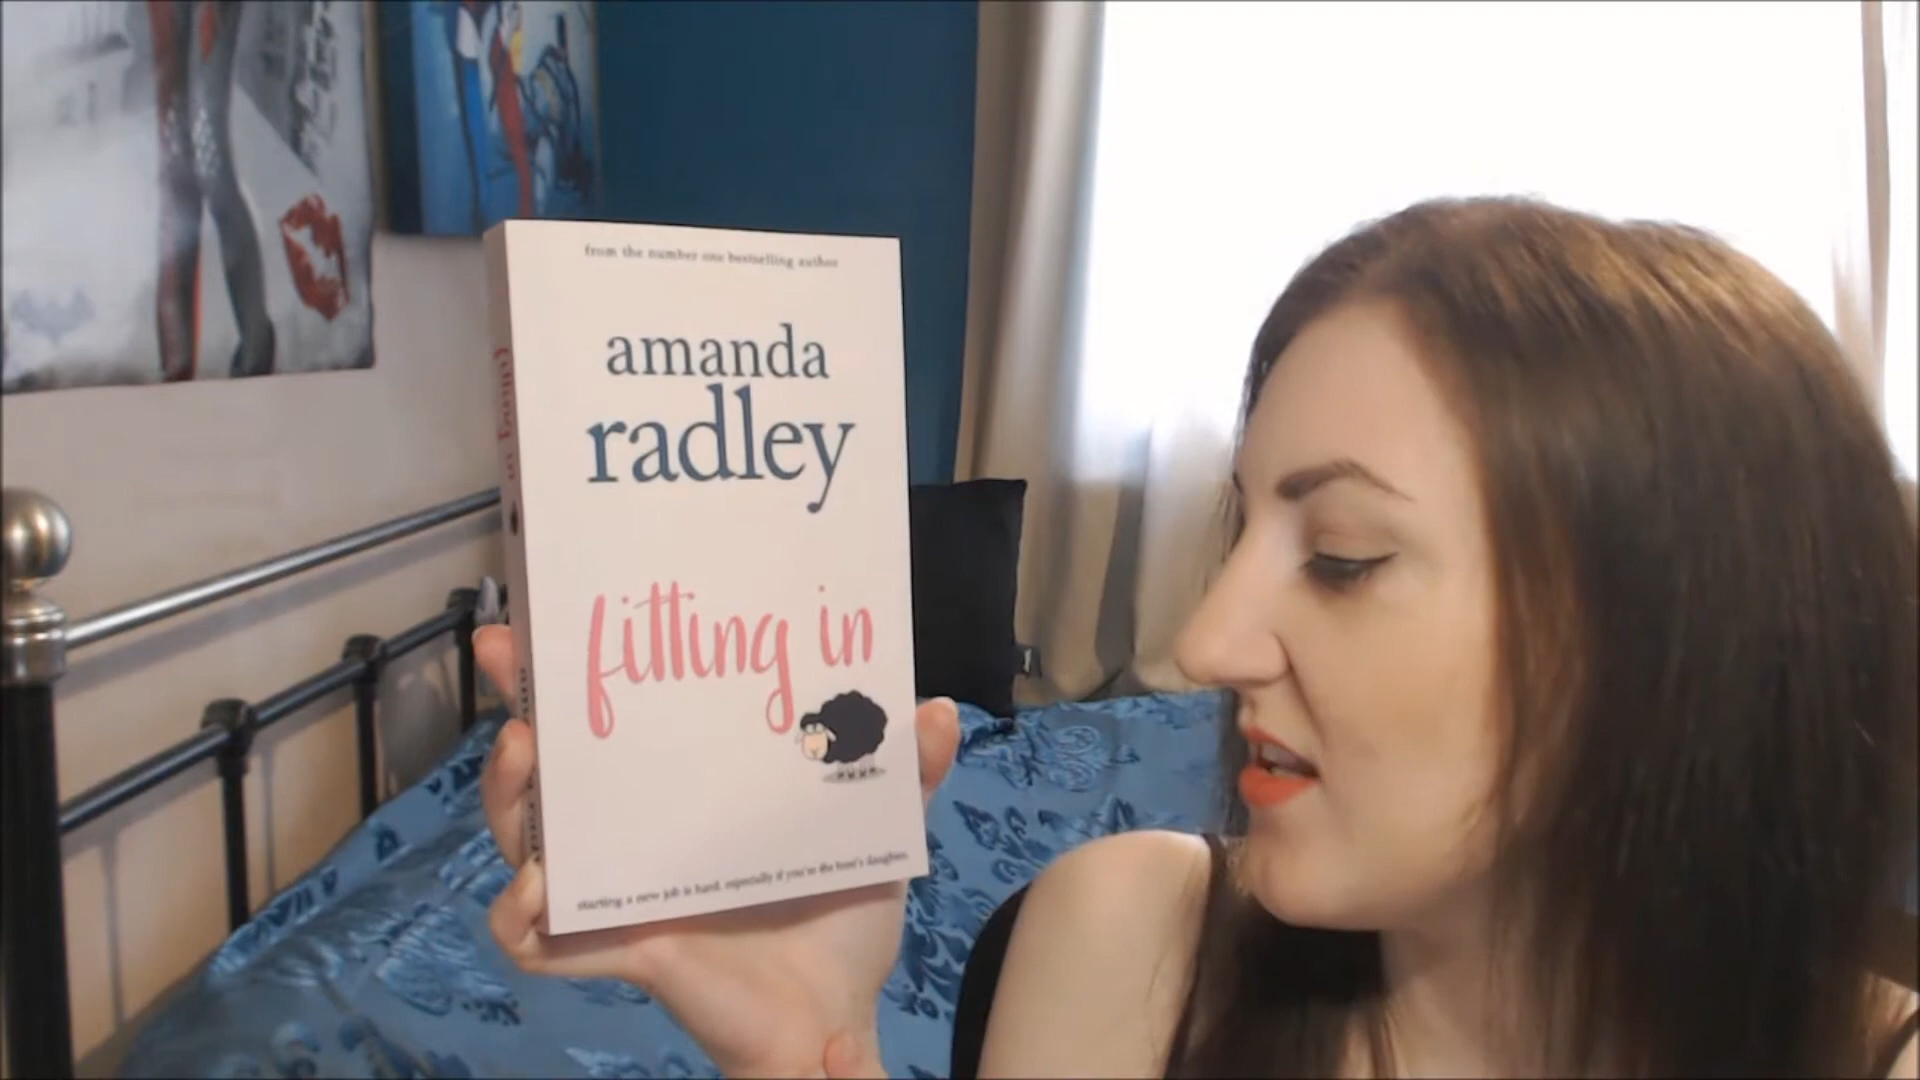 from the number one bestselling author
amanda
radley
fitting in
starting a new job is hard, especially if you're the boss's daughter.